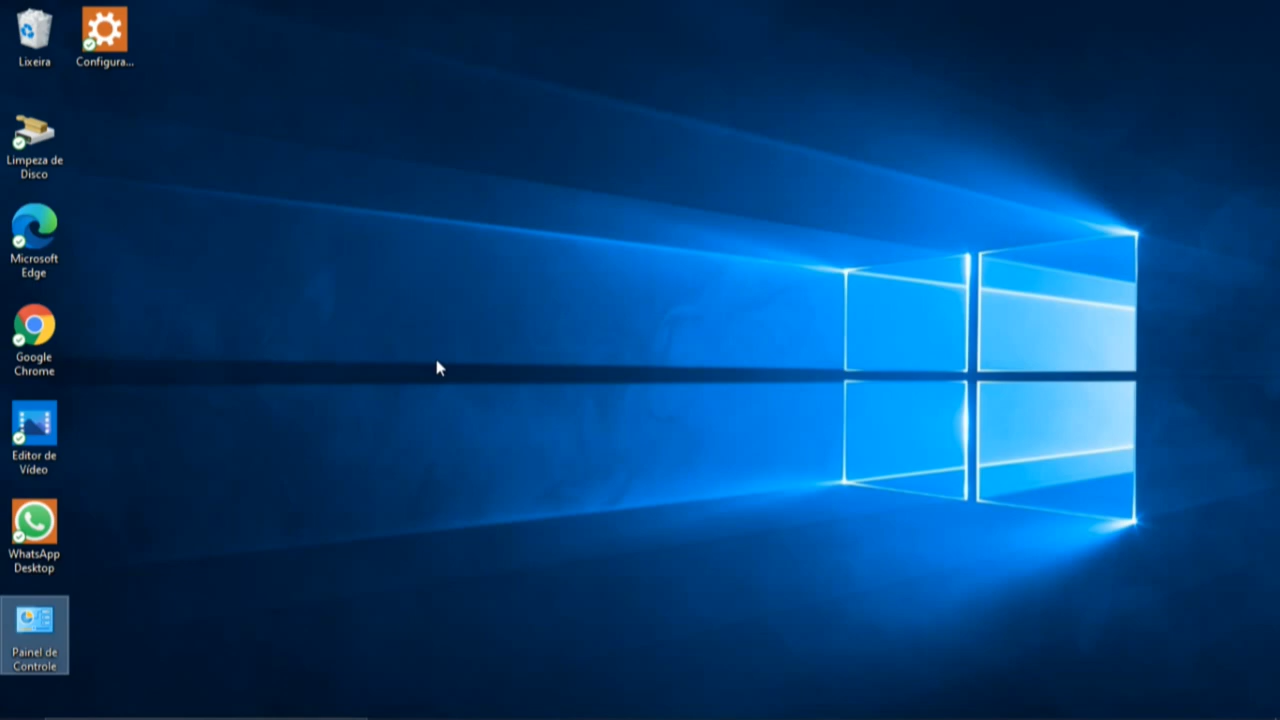 Lixeira
Configura...
Limpeza de
Disco
Microsoft
Edge
Google
Chrome
Editor de
Vídeo
WhatsApp
Desktop
Painel de
Controle